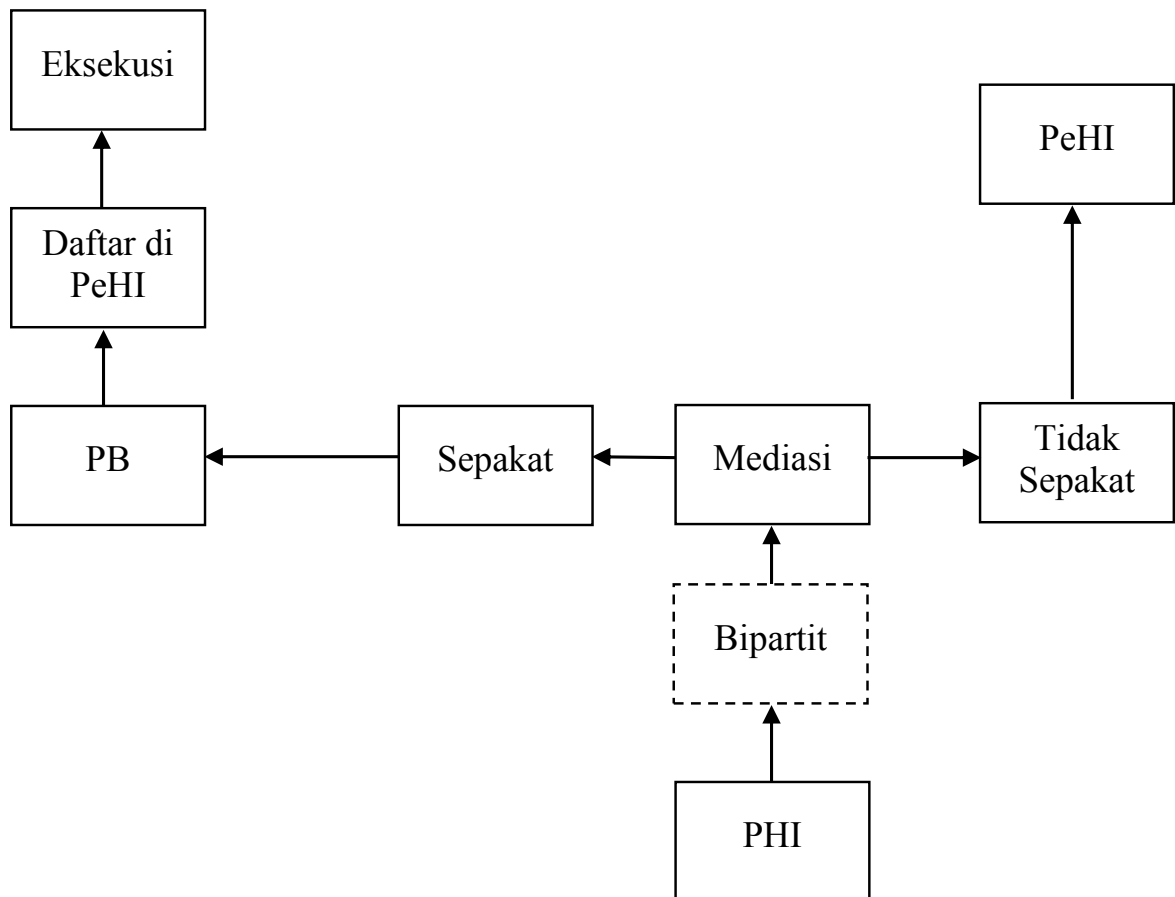 Eksekusi
PeHI
Daftar di
PeHI
PB
Sepakat
Mediasi
Tidak
Sepakat
Bipartit
PHI